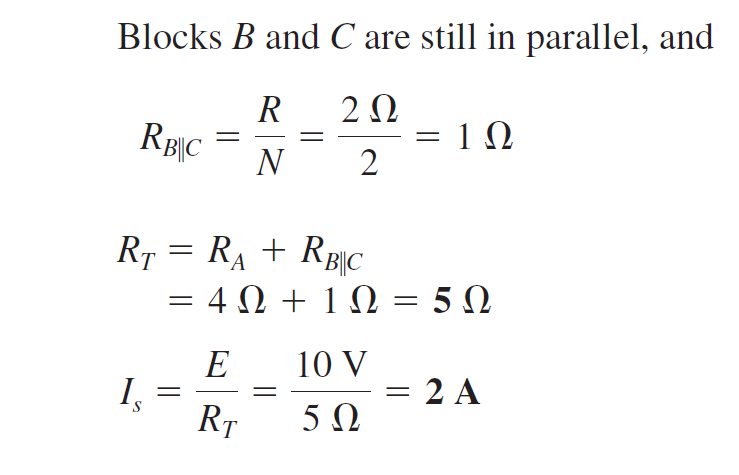 Blocks B and C are still in parallel, and
R_{B||C} = R/N = 2 Ω/2 = 1 Ω
R_T = R_A + R_{B||C}
= 4 Ω + 1 Ω = 5 Ω
I_s = E/R_T = 10 V/5 Ω = 2 A